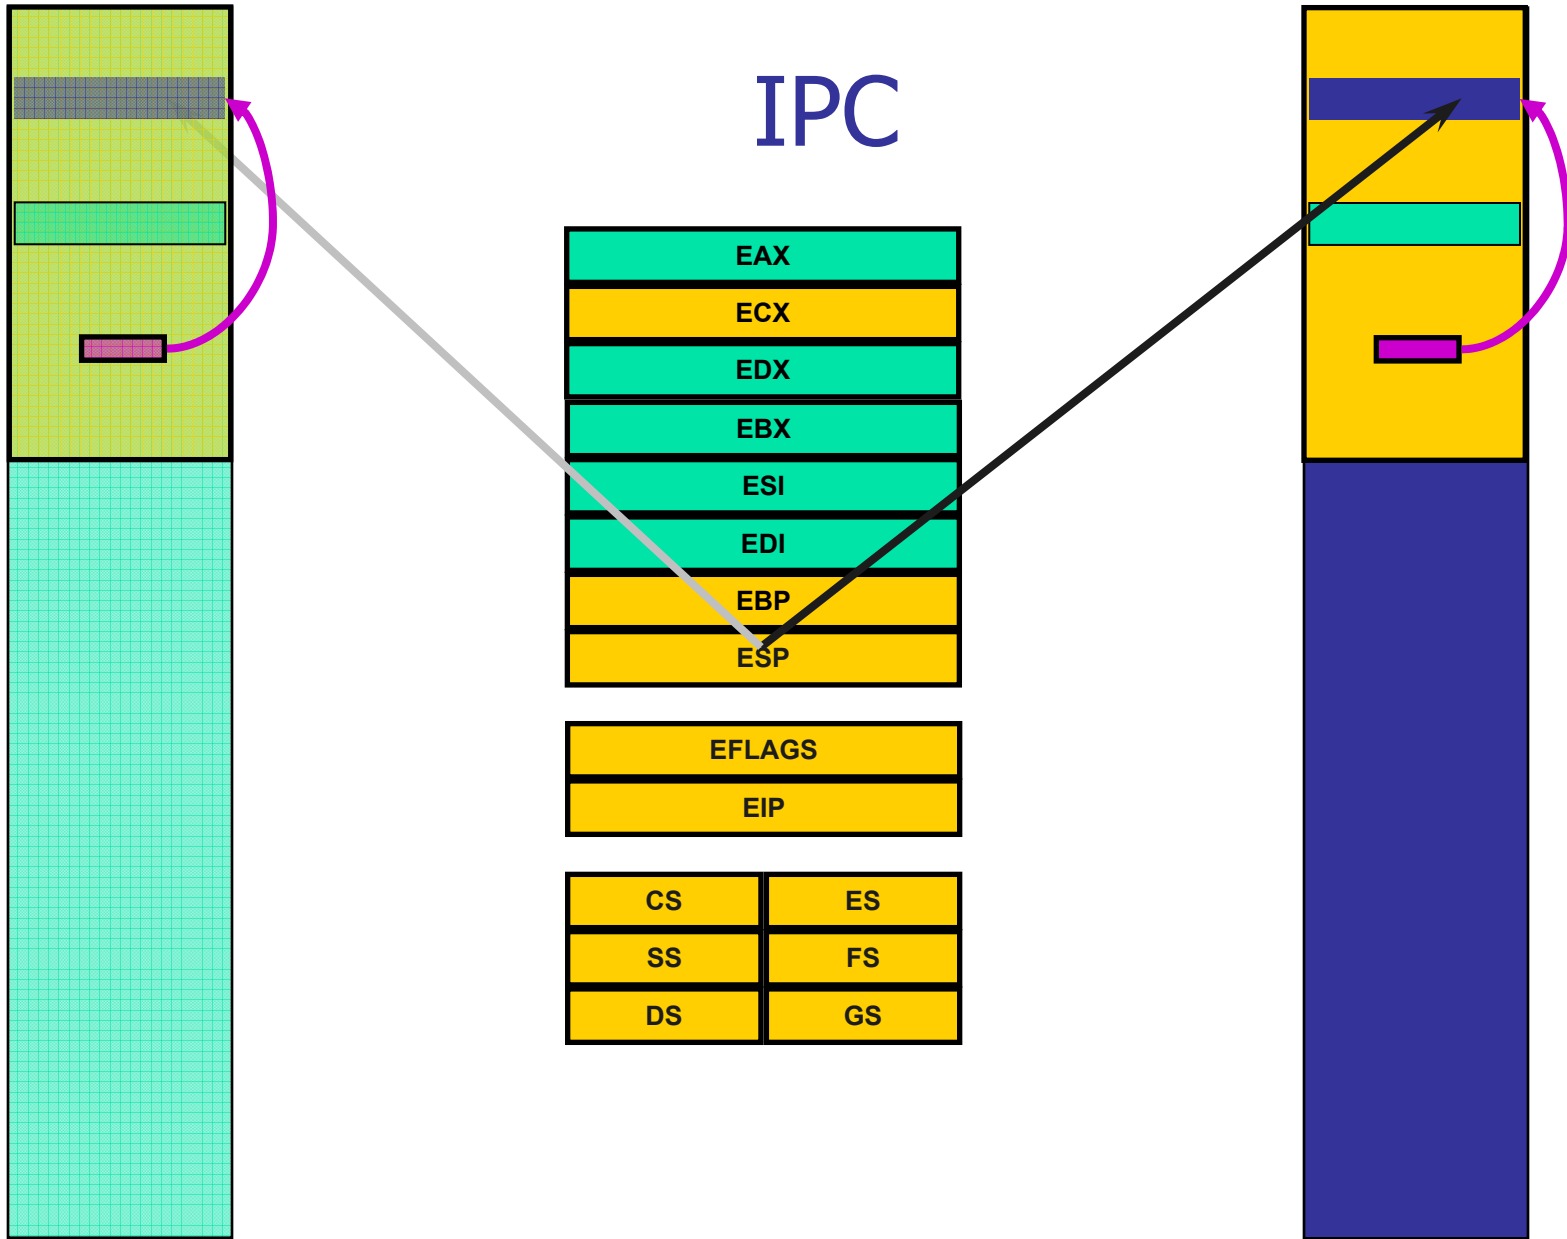 IPC
EAX
ECX
EDX
EBX
ESI
EDI
EBP
ESP
EFLAGS
EIP
CS ES
SS FS
DS GS